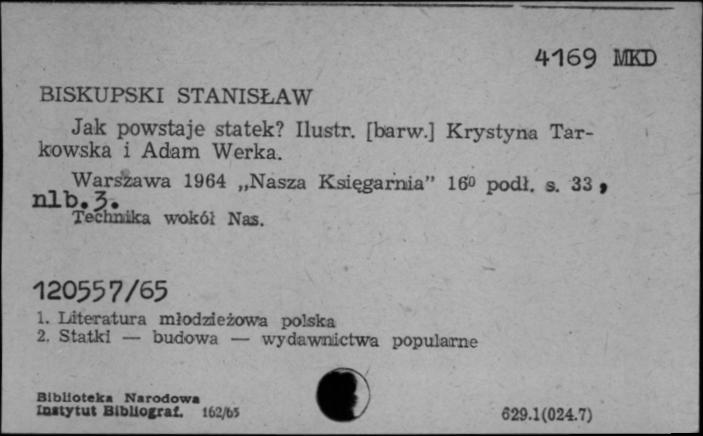 4169 MKD
BISKUPSKI STANISŁAW
Jak powstaje statek? Ilustr. [barw.] Krystyna Tar-
kowska i Adam Werka.
Warszawa 1964 „Nasza Księgarnia” 16⁰ podł. s. 33,
nlb.3.
Technika wokół Nas.
120557/65
1. Literatura młodzieżowa polska
2. Statki — budowa — wydawnictwa popularne
Biblioteka Narodowa
Instytut Bibliograf. 162/65
629.1(024.7)